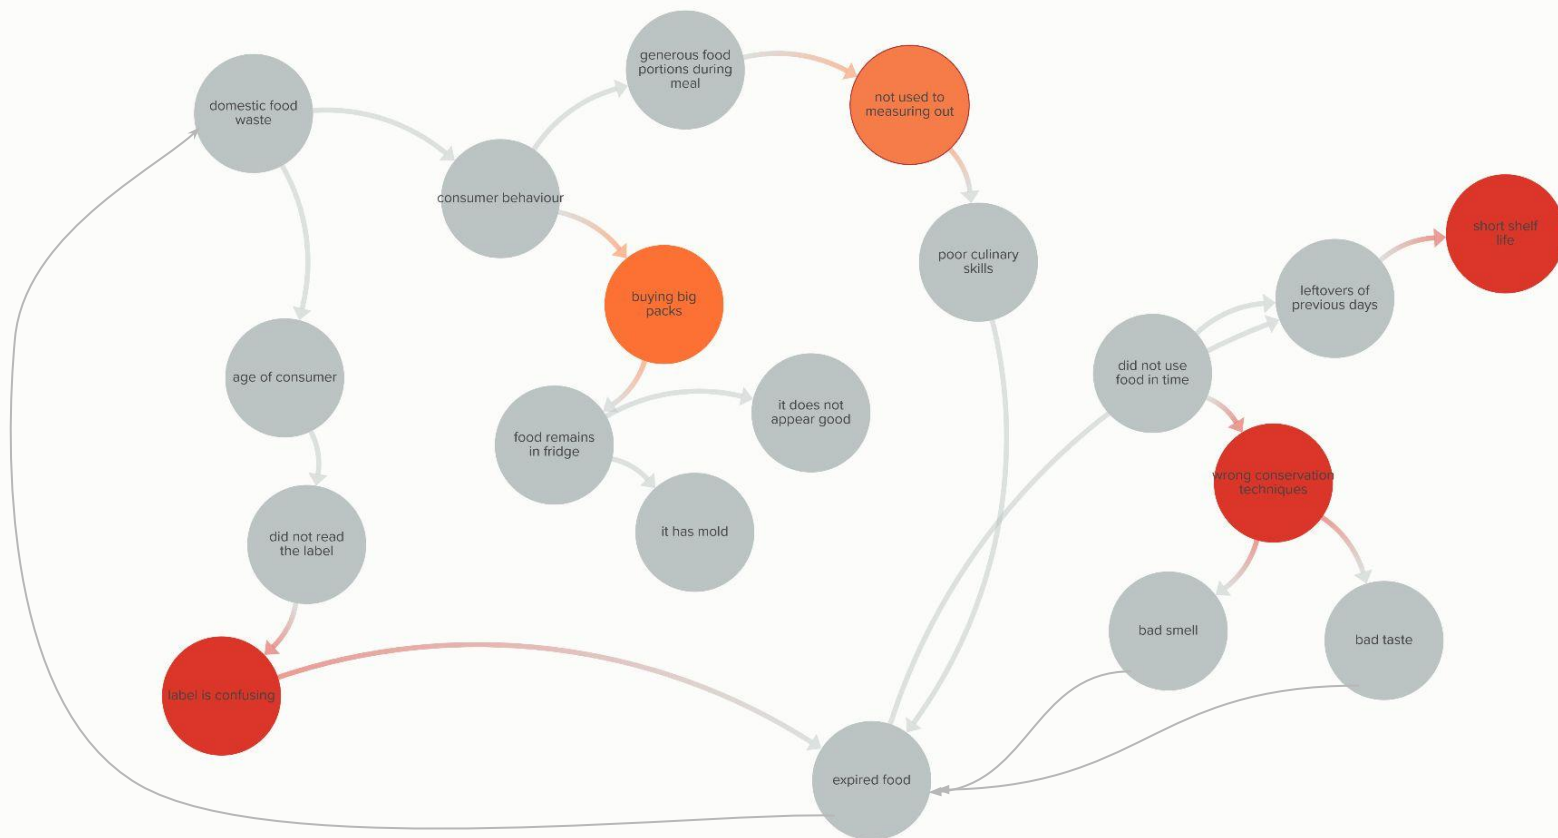 generous food
portions during
meal
not used to
measuring out
domestic food
waste
consumer behaviour
short shelf
life
poor culinary
skills
leftovers of
previous days
buying big
packs
did not use
food in time
age of consumer
it does not
appear good
food remains
in fridge
wrong conservation
techniques
it has mold
did not read
the label
bad smell
bad taste
label is confusing
expired food